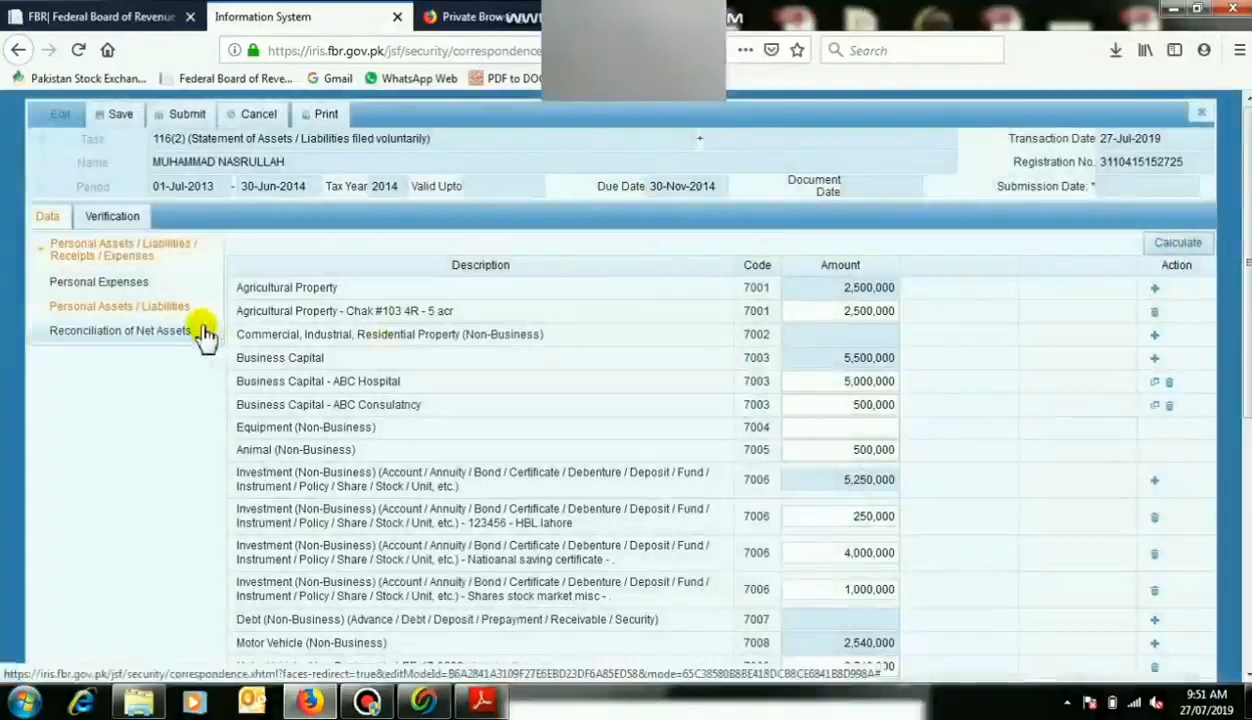 FBR| Federal Board of Revenue
Information System
Private Brow
WWW
M
https://iris.fbr.gov.pk/jsf/security/correspondence
Search
Pakistan Stock Exchan...
Federal Board of Reve...
Gmail
WhatsApp Web
PDF to DOC
Edit
Save
Submit
Cancel
Print
Task
116(2) (Statement of Assets / Liabilities filed voluntarily)
Transaction Date 27-Jul-2019
Name
MUHAMMAD NASRULLAH
Registration No. 3110415152725
Period
01-Jul-2013 - 30-Jun-2014 Tax Year 2014 Valid Upto
Due Date 30-Nov-2014
Document
Date
Submission Date: *
Data
Verification
Personal Assets / Liabilities /
Receipts / Expenses
Personal Expenses
Personal Assets / Liabilities
Reconciliation of Net Assets
Calculate
Description Code Amount Action
Agricultural Property 7001 2,500,000
Agricultural Property - Chak #103 4R - 5 acr 7001 2,500,000
Commercial, Industrial, Residential Property (Non-Business) 7002
Business Capital 7003 5,500,000
Business Capital - ABC Hospital 7003 5,000,000
Business Capital - ABC Consulatncy 7003 500,000
Equipment (Non-Business) 7004
Animal (Non-Business) 7005 500,000
Investment (Non-Business) (Account / Annuity / Bond / Certificate / Debenture / Deposit / Fund /
Instrument / Policy / Share / Stock / Unit, etc.) 7006 5,250,000
Investment (Non-Business) (Account / Annuity / Bond / Certificate / Debenture / Deposit / Fund /
Instrument / Policy / Share / Stock / Unit, etc.) - 123456 - HBL lahore 7006 250,000
Investment (Non-Business) (Account / Annuity / Bond / Certificate / Debenture / Deposit / Fund /
Instrument / Policy / Share / Stock / Unit, etc.) - Natioanal saving certificate - . 7006 4,000,000
Investment (Non-Business) (Account / Annuity / Bond / Certificate / Debenture / Deposit / Fund /
Instrument / Policy / Share / Stock / Unit, etc.) - Shares stock market misc - . 7006 1,000,000
Debt (Non-Business) (Advance / Debt / Deposit / Prepayment / Receivable / Security) 7007
Motor Vehicle (Non-Business) 7008 2,540,000
9:51 AM
27/07/2019